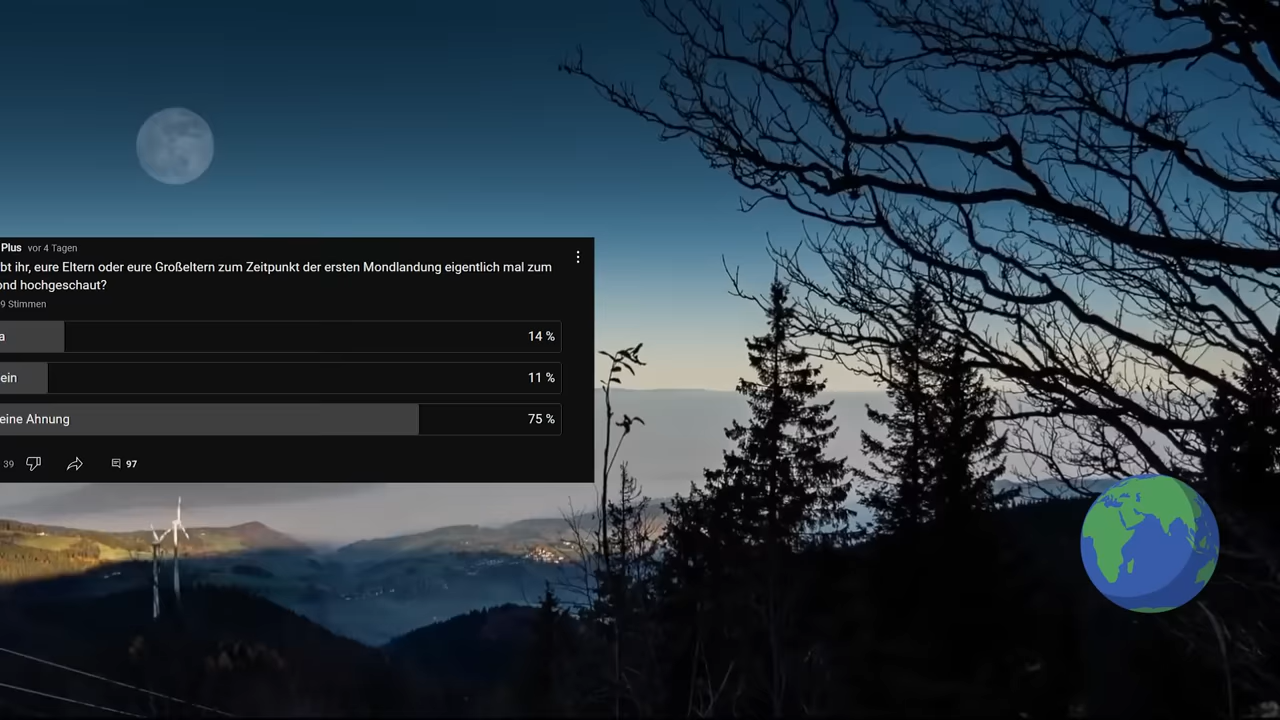 Plus vor 4 Tagen
bt ihr, eure Eltern oder eure Großeltern zum Zeitpunkt der ersten Mondlandung eigentlich mal zum
ond hochgeschaut?
9 Stimmen
a 14 %
ein 11 %
eine Ahnung 75 %
39 97